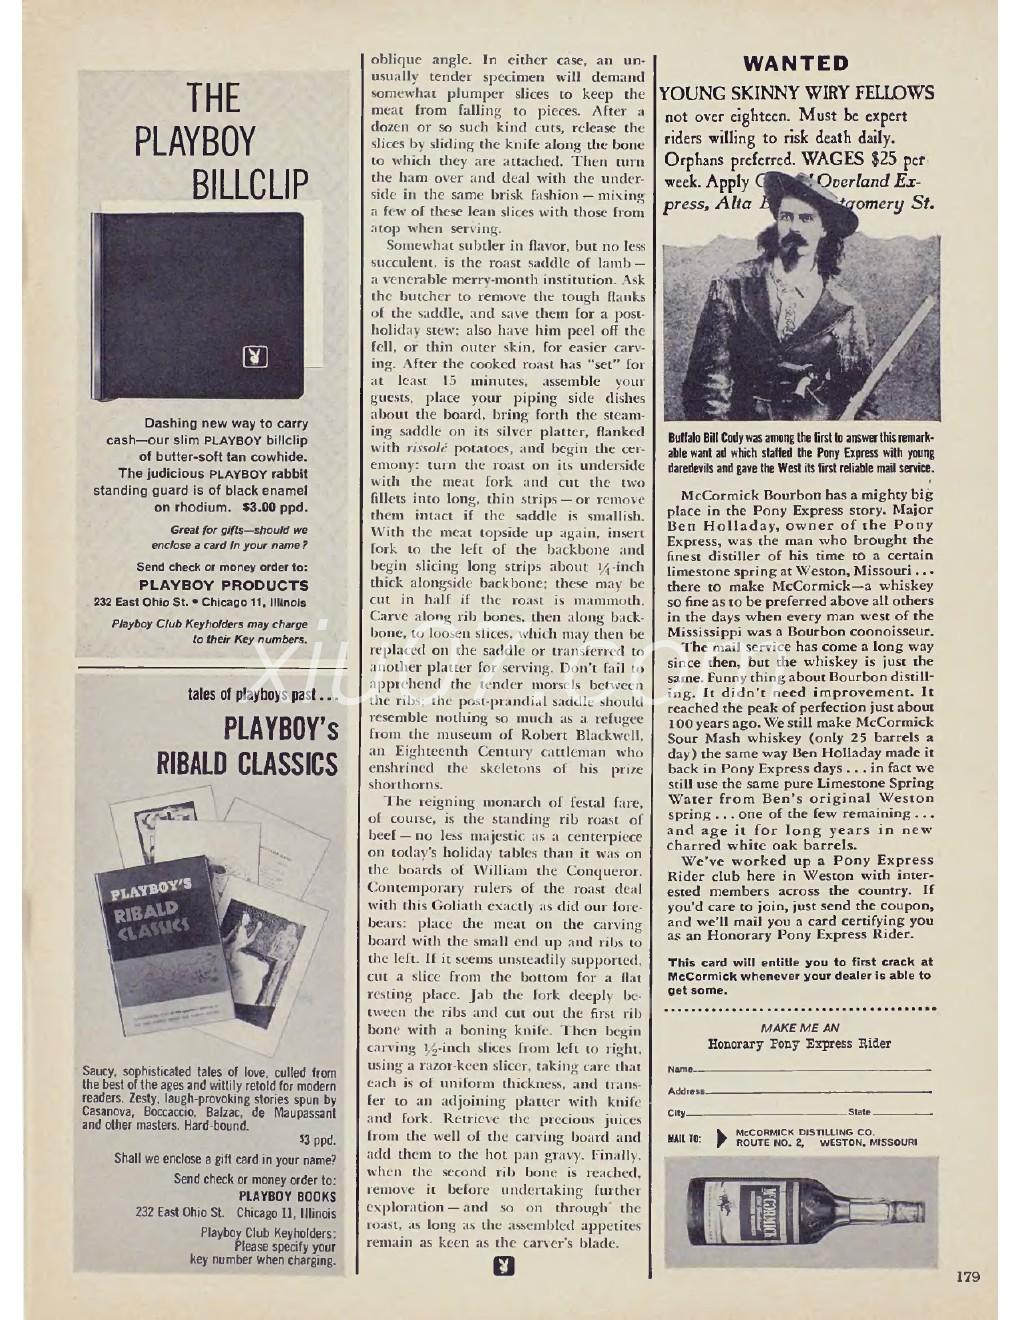 THE
PLAYBOY
BILLCLIP
Dashing new way to carry
cash—our slim PLAYBOY billclip
of butter-soft tan cowhide.
The judicious PLAYBOY rabbit
standing guard is of black enamel
on rhodium. $3.00 ppd.
Great for gifts—should we
enclose a card in your name?
Send check or money order to:
PLAYBOY PRODUCTS
232 East Ohio St. • Chicago 11, Illinois
Playboy Club Keyholders may charge
to their Key numbers.
tales of playboys past...
PLAYBOY's
RIBALD CLASSICS
PLAYBOY'S
RIBALD
CLASSICS
Saucy, sophisticated tales of love, culled from
the best of the ages and wittily retold for modern
readers. Zesty, laugh-provoking stories spun by
Casanova, Boccaccio, Balzac, de Maupassant
and other masters. Hard-bound.
$3 ppd.
Shall we enclose a gift card in your name?
Send check or money order to:
PLAYBOY BOOKS
232 East Ohio St. Chicago 11, Illinois
Playboy Club Keyholders:
Please specify your
key number when charging.
oblique angle. In either case, an un-
usually tender specimen will demand
somewhat plumper slices to keep the
meat from falling to pieces. After a
dozen or so such kind cuts, release the
slices by sliding the knife along the bone
to which they are attached. Then turn
the ham over and deal with the under-
side in the same brisk fashion — mixing
a few of these lean slices with those from
atop when serving.
Somewhat subtler in flavor, but no less
succulent, is the roast saddle of lamb —
a venerable merry-month institution. Ask
the butcher to remove the tough flanks
of the saddle, and save them for a post-
holiday stew; also have him peel off the
fell, or thin outer skin, for easier carv-
ing. After the cooked roast has "set" for
at least 15 minutes, assemble your
guests, place your piping side dishes
about the board, bring forth the steam-
ing saddle on its silver platter, flanked
with rissolé potatoes, and begin the cer-
emony: turn the roast on its underside
with the meat fork and cut the two
fillets into long, thin strips — or remove
them intact if the saddle is smallish.
With the meat topside up again, insert
fork to the left of the backbone and
begin slicing long strips about ¼-inch
thick alongside backbone; these may be
cut in half if the roast is mammoth.
Carve along rib bones, then along back-
bone, to loosen slices, which may then be
replaced on the saddle or transferred to
another platter for serving. Don't fail to
apprehend the tender morsels between
the ribs; the post-prandial saddle should
resemble nothing so much as a refugee
from the museum of Robert Blackwell,
an Eighteenth Century cattleman who
enshrined the skeletons of his prize
shorthorns.
The reigning monarch of festal fare,
of course, is the standing rib roast of
beef — no less majestic as a centerpiece
on today's holiday tables than it was on
the boards of William the Conqueror.
Contemporary rulers of the roast deal
with this Goliath exactly as did our fore-
bears: place the meat on the carving
board with the small end up and ribs to
the left. If it seems unsteadily supported,
cut a slice from the bottom for a flat
resting place. Jab the fork deeply be-
tween the ribs and cut out the first rib
bone with a boning knife. Then begin
carving ½-inch slices from left to right,
using a razor-keen slicer, taking care that
each is of uniform thickness, and trans-
fer to an adjoining platter with knife
and fork. Retrieve the precious juices
from the well of the carving board and
add them to the hot pan gravy. Finally,
when the second rib bone is reached,
remove it before undertaking further
exploration — and so on through the
roast, as long as the assembled appetites
remain as keen as the carver's blade.
WANTED
YOUNG SKINNY WIRY FELLOWS
not over eighteen. Must be expert
riders willing to risk death daily.
Orphans preferred. WAGES $25 per
week. Apply Overland Ex-
press, Alta tgomery St.
Buffalo Bill Cody was among the first to answer this remark-
able want ad which staffed the Pony Express with young
daredevils and gave the West its first reliable mail service.
McCormick Bourbon has a mighty big
place in the Pony Express story. Major
Ben Holladay, owner of the Pony
Express, was the man who brought the
finest distiller of his time to a certain
limestone spring at Weston, Missouri ...
there to make McCormick—a whiskey
so fine as to be preferred above all others
in the days when every man west of the
Mississippi was a Bourbon coonoisseur.
The mail service has come a long way
since then, but the whiskey is just the
same. Funny thing about Bourbon distill-
ing. It didn't need improvement. It
reached the peak of perfection just about
100 years ago. We still make McCormick
Sour Mash whiskey (only 25 barrels a
day) the same way Ben Holladay made it
back in Pony Express days ... in fact we
still use the same pure Limestone Spring
Water from Ben's original Weston
spring ... one of the few remaining ...
and age it for long years in new
charred white oak barrels.
We've worked up a Pony Express
Rider club here in Weston with inter-
ested members across the country. If
you'd care to join, just send the coupon,
and we'll mail you a card certifying you
as an Honorary Pony Express Rider.
This card will entitle you to first crack at
McCormick whenever your dealer is able to
get some.
MAKE ME AN
Honorary Pony Express Rider
Name
Address
City State
MAIL TO: McCORMICK DISTILLING CO.
ROUTE NO. 2, WESTON, MISSOURI
McCORMICK
179